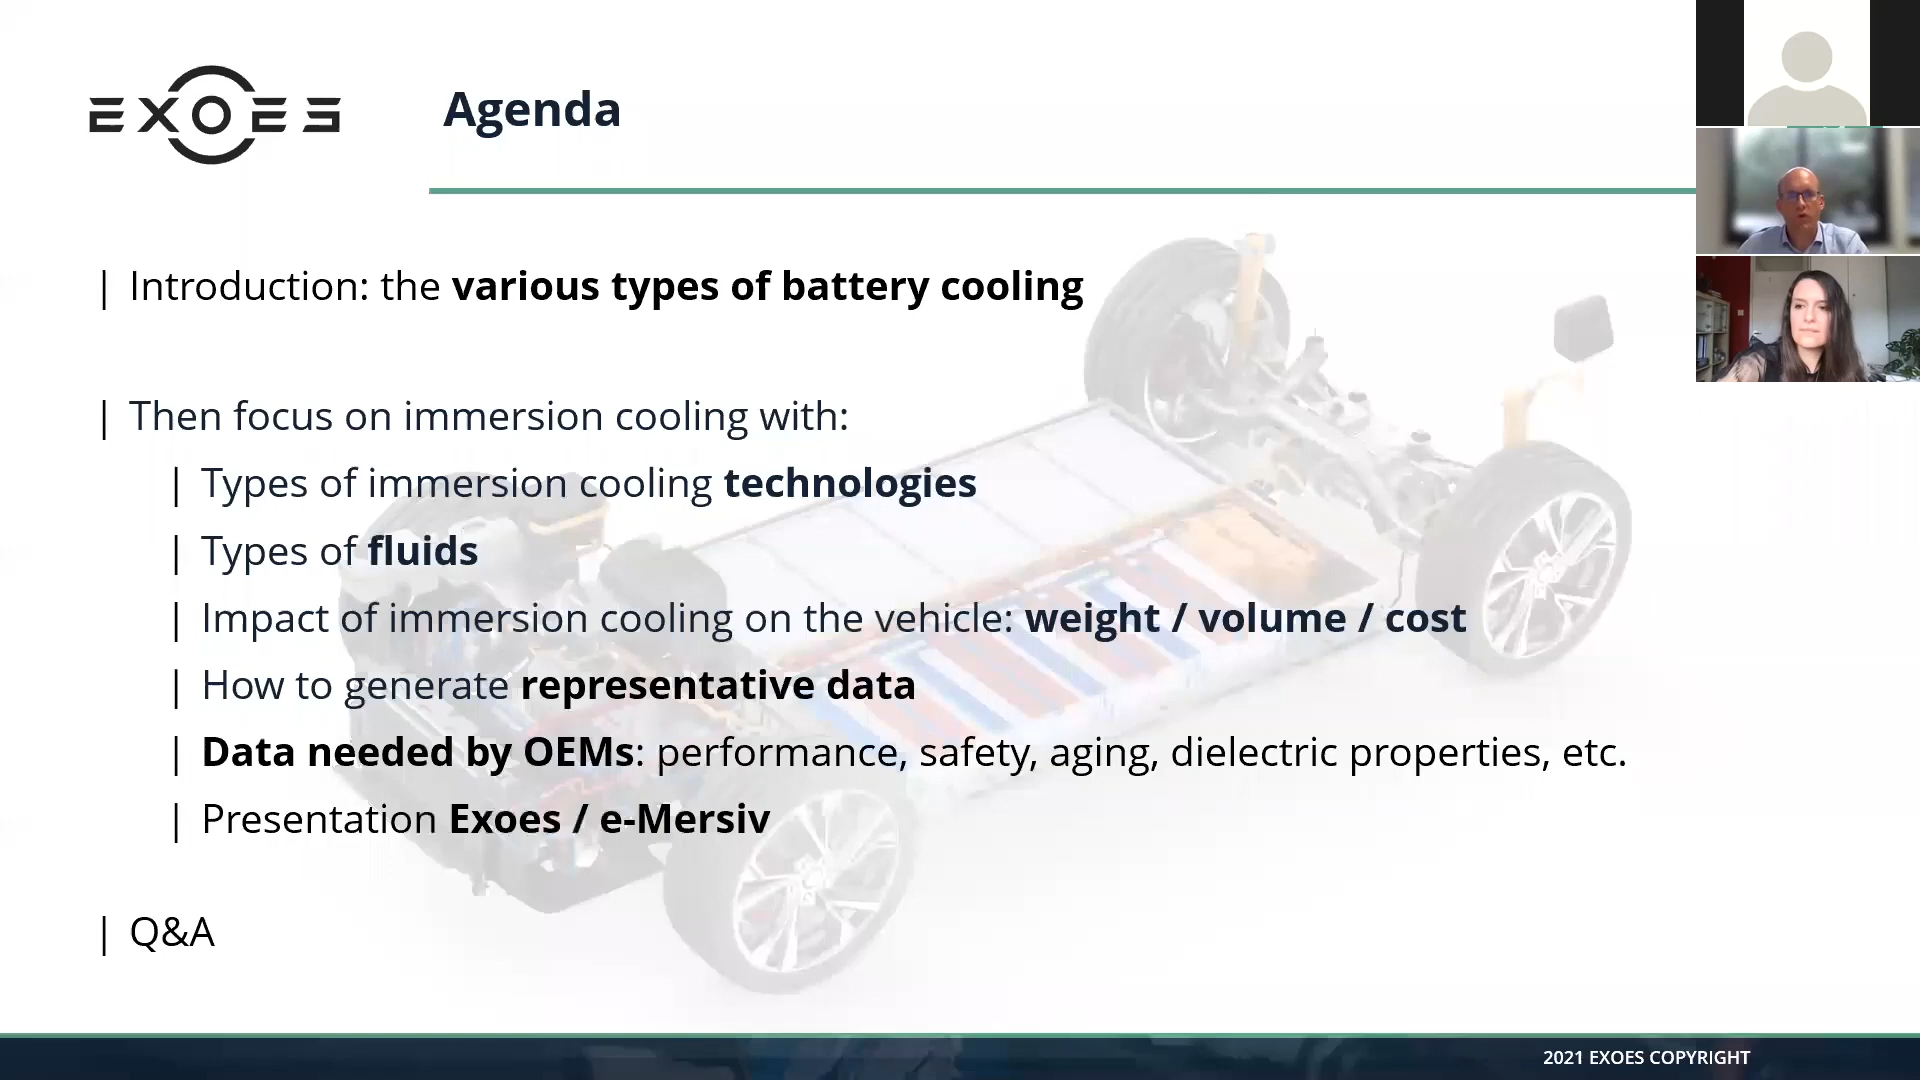 EXOES
Agenda
| Introduction: the various types of battery cooling
| Then focus on immersion cooling with:
| Types of immersion cooling technologies
| Types of fluids
| Impact of immersion cooling on the vehicle: weight / volume / cost
| How to generate representative data
| Data needed by OEMs: performance, safety, aging, dielectric properties, etc.
| Presentation Exoes / e-Mersiv
| Q&A
2021 EXOES COPYRIGHT